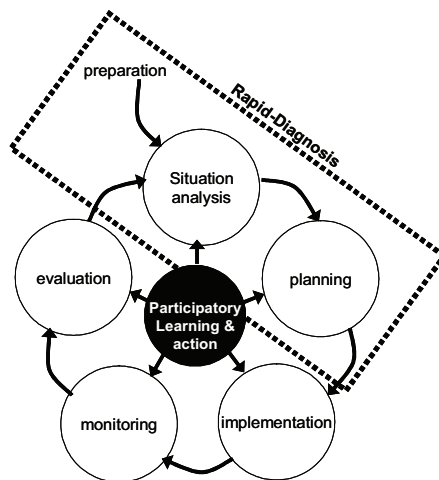 preparation
Rapid-Diagnosis
Situation
analysis
evaluation
planning
Participatory
Learning &
action
monitoring
implementation